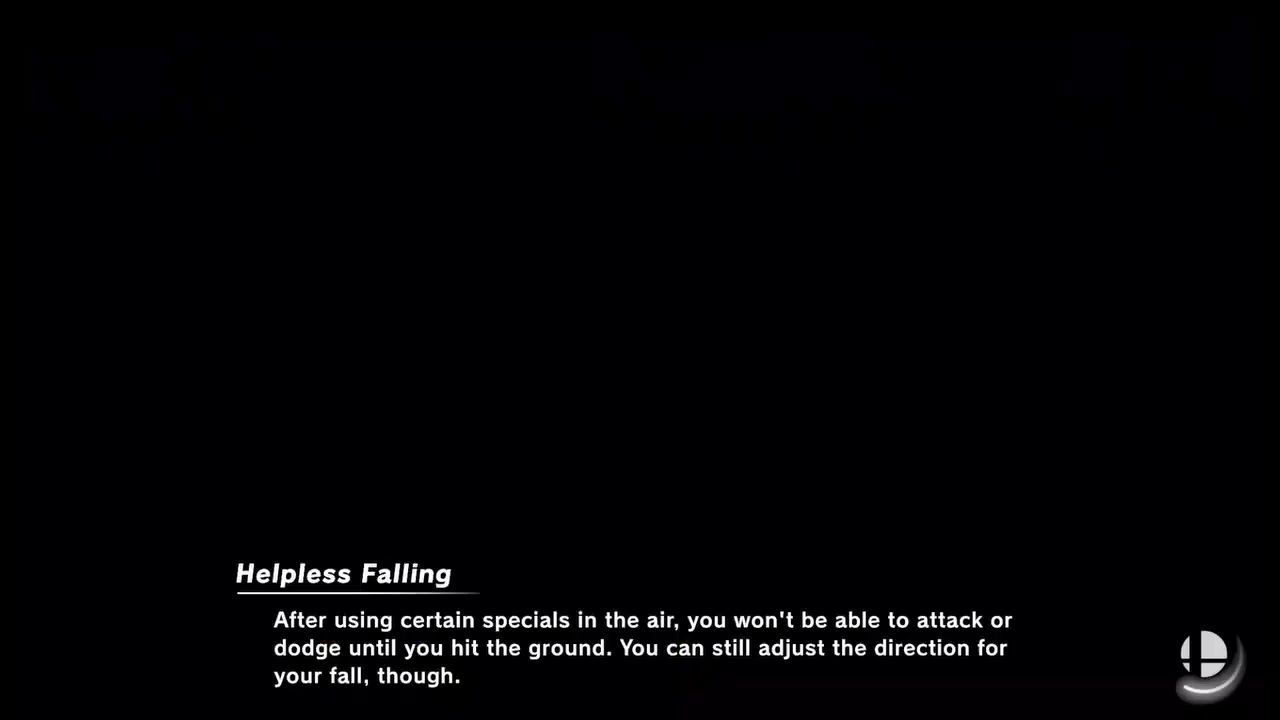 Helpless Falling
After using certain specials in the air, you won't be able to attack or
dodge until you hit the ground. You can still adjust the direction for
your fall, though.